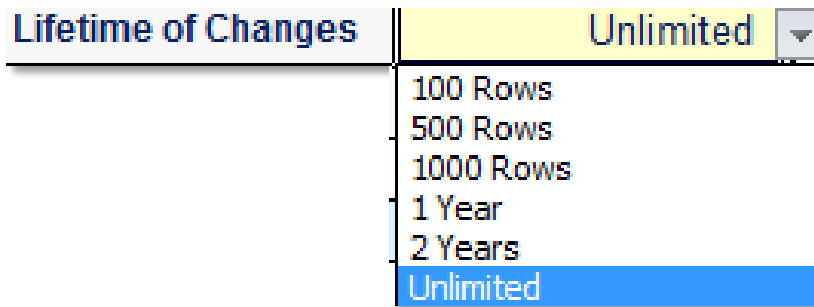 Lifetime of Changes Unlimited
100 Rows
500 Rows
1000 Rows
1 Year
2 Years
Unlimited